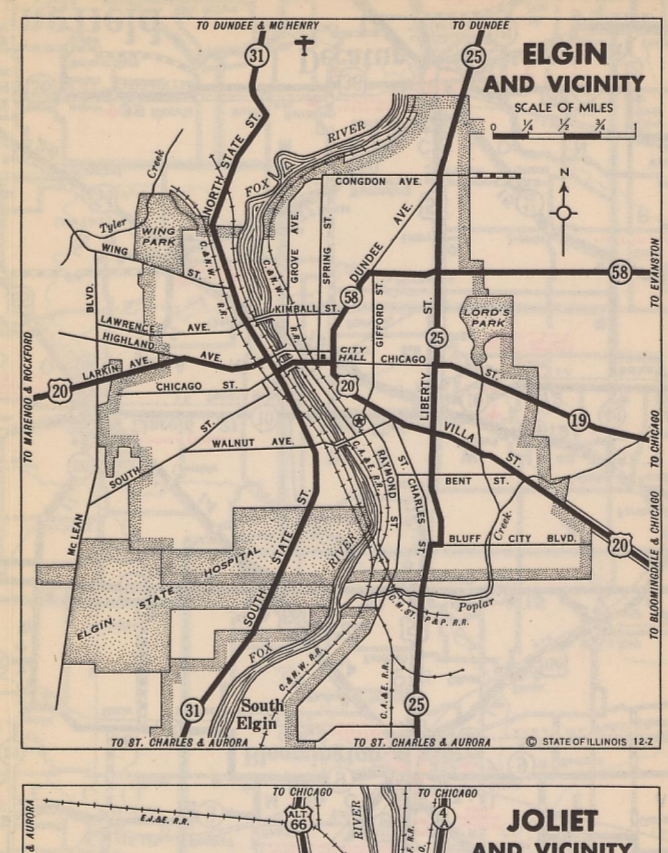 TO DUNDEE & MC HENRY
TO DUNDEE
31
25
ELGIN
AND VICINITY
SCALE OF MILES
0 1/4 1/2 3/4 1
N
RIVER
FOX
NORTH STATE ST.
CONGDON AVE.
Creek
Tyler
WING
PARK
WING ST.
C. & N.W. R.R.
GROVE AVE.
SPRING ST.
DUNDEE AVE.
C. & N.W. R.R.
58
58
TO EVANSTON
GIFFORD ST.
KIMBALL ST.
LORD'S
PARK
BLVD.
LAWRENCE AVE.
HIGHLAND AVE.
LARKIN AVE.
25
CITY
HALL
CHICAGO ST.
20
TO MARENGO & ROCKFORD
CHICAGO ST.
20
LIBERTY ST.
19
TO CHICAGO
VILLA ST.
SOUTH ST.
WALNUT AVE.
C. A. & E. R.R.
RAYMOND ST.
ST. CHARLES ST.
BENT ST.
Creek
McLEAN
BLUFF CITY BLVD.
20
TO BLOOMINGDALE & CHICAGO
RIVER
ELGIN STATE HOSPITAL
SOUTH STATE ST.
Poplar
C. M. ST. P & P. R.R.
FOX
C. & N.W. R.R.
C. A. & E. R.R.
South
Elgin
31
25
TO ST. CHARLES & AURORA
TO ST. CHARLES & AURORA
© STATE OF ILLINOIS 12-Z
TO CHICAGO
TO CHICAGO
& AURORA
E.J. & E. R.R.
ALT
66
RIVER
4
A
JOLIET
AND VICINITY